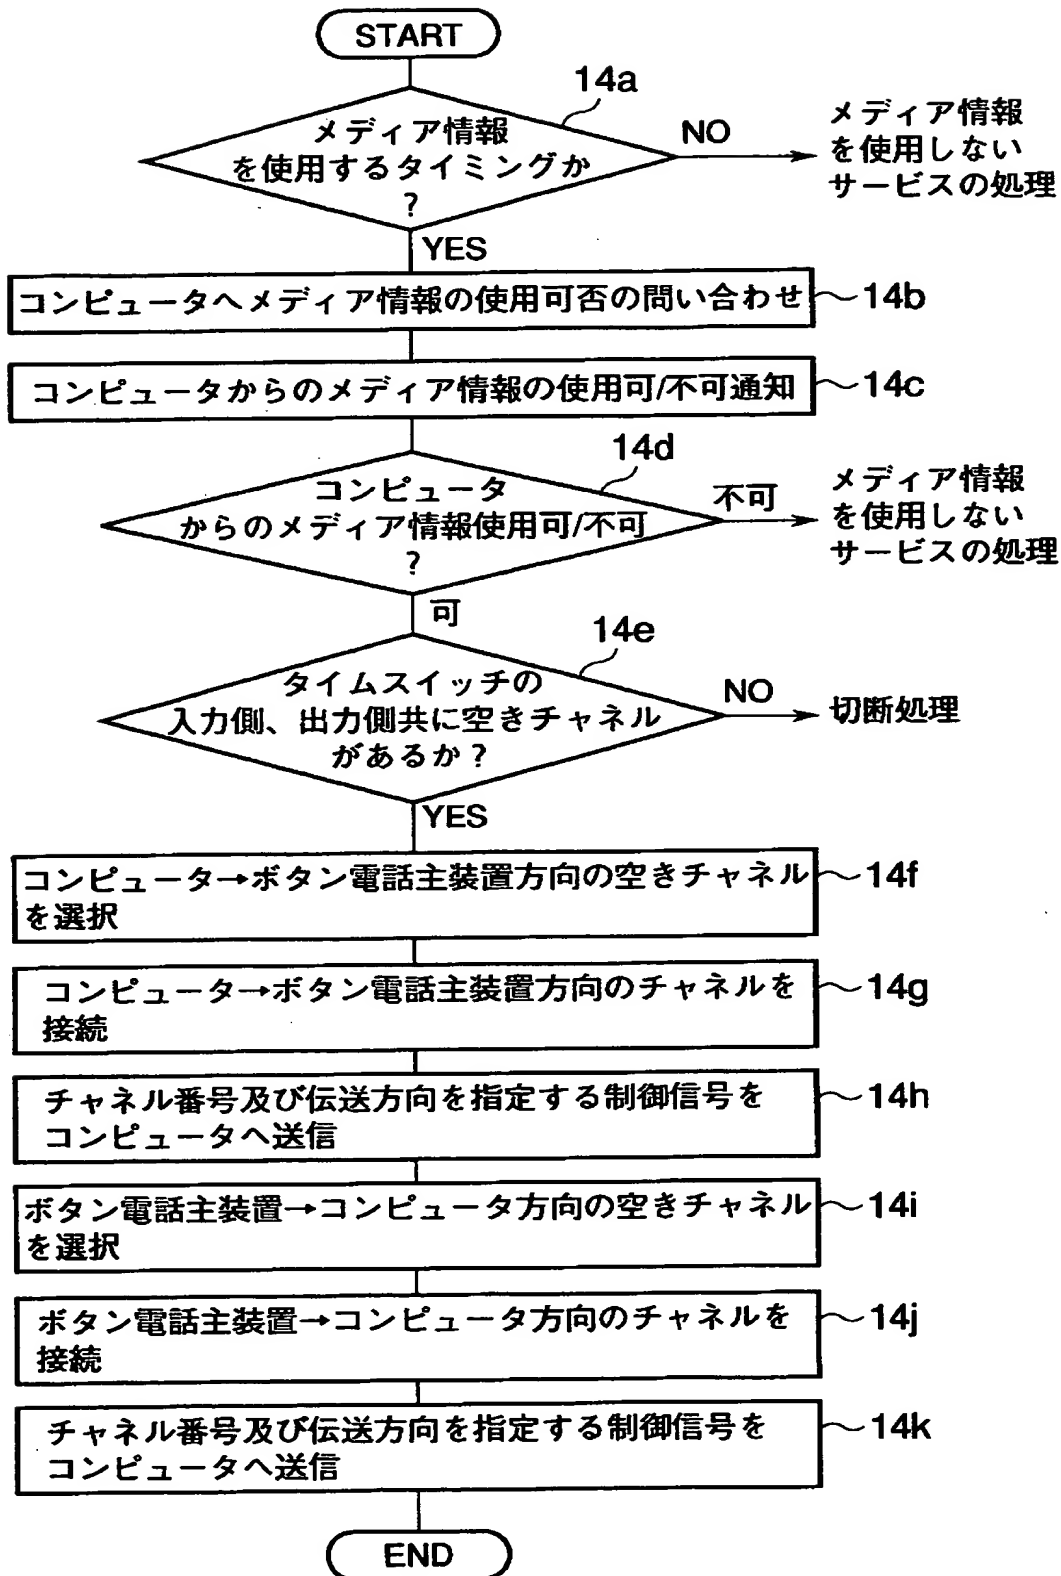 START
14a
メディア情報
を使用するタイミングか
?
NO
メディア情報
を使用しない
サービスの処理
YES
コンピュータへメディア情報の使用可否の問い合わせ
14b
コンピュータからのメディア情報の使用可/不可通知
14c
14d
コンピュータ
からのメディア情報使用可/不可
?
不可
メディア情報
を使用しない
サービスの処理
可
14e
タイムスイッチの
入力側、出力側共に空きチャネル
があるか?
NO
切断処理
YES
コンピュータ→ボタン電話主装置方向の空きチャネル
を選択
14f
コンピュータ→ボタン電話主装置方向のチャネルを
接続
14g
チャネル番号及び伝送方向を指定する制御信号を
コンピュータへ送信
14h
ボタン電話主装置→コンピュータ方向の空きチャネル
を選択
14i
ボタン電話主装置→コンピュータ方向のチャネルを
接続
14j
チャネル番号及び伝送方向を指定する制御信号を
コンピュータへ送信
14k
END